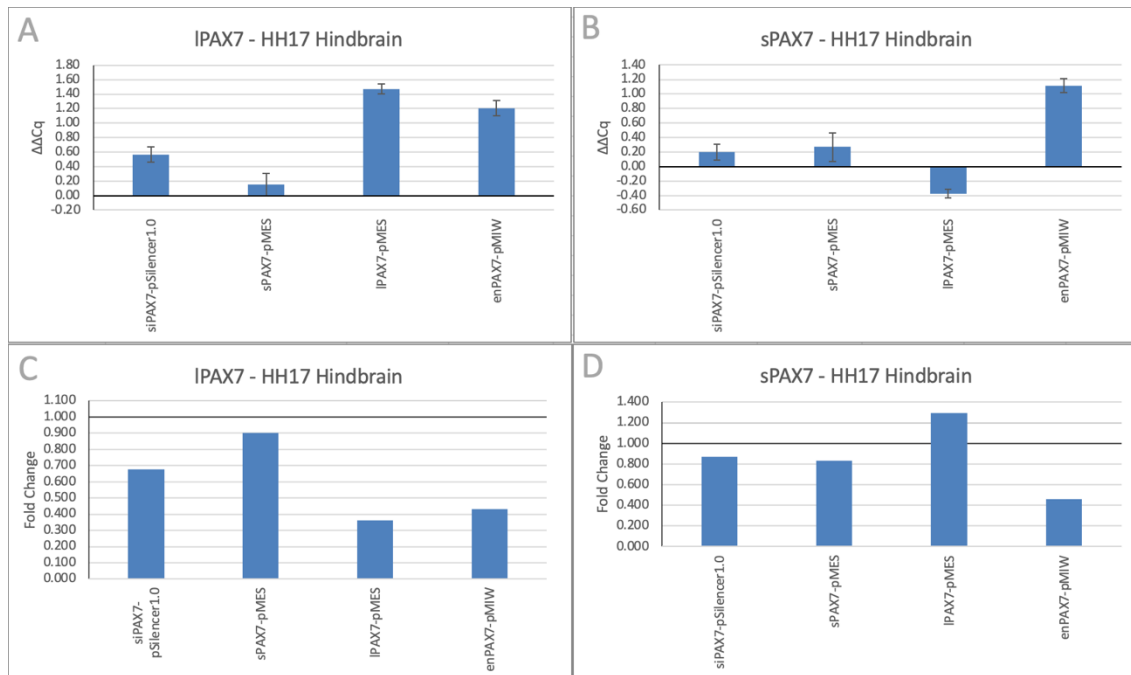 A
lPAX7 - HH17 Hindbrain
ΔΔCq
1.80
1.60
1.40
1.20
1.00
0.80
0.60
0.40
0.20
0.00
-0.20
siPAX7-pSilencer1.0
sPAX7-pMES
lPAX7-pMES
enPAX7-pMIW
B
sPAX7 - HH17 Hindbrain
ΔΔCq
1.40
1.20
1.00
0.80
0.60
0.40
0.20
0.00
-0.20
-0.40
-0.60
siPAX7-pSilencer1.0
sPAX7-pMES
lPAX7-pMES
enPAX7-pMIW
C
lPAX7 - HH17 Hindbrain
Fold Change
1.100
1.000
0.900
0.800
0.700
0.600
0.500
0.400
0.300
0.200
0.100
0.000
siPAX7-
pSilencer1.0
sPAX7-pMES
lPAX7-pMES
enPAX7-pMIW
D
sPAX7 - HH17 Hindbrain
Fold Change
1.400
1.200
1.000
0.800
0.600
0.400
0.200
0.000
siPAX7-pSilencer1.0
sPAX7-pMES
lPAX7-pMES
enPAX7-pMIW